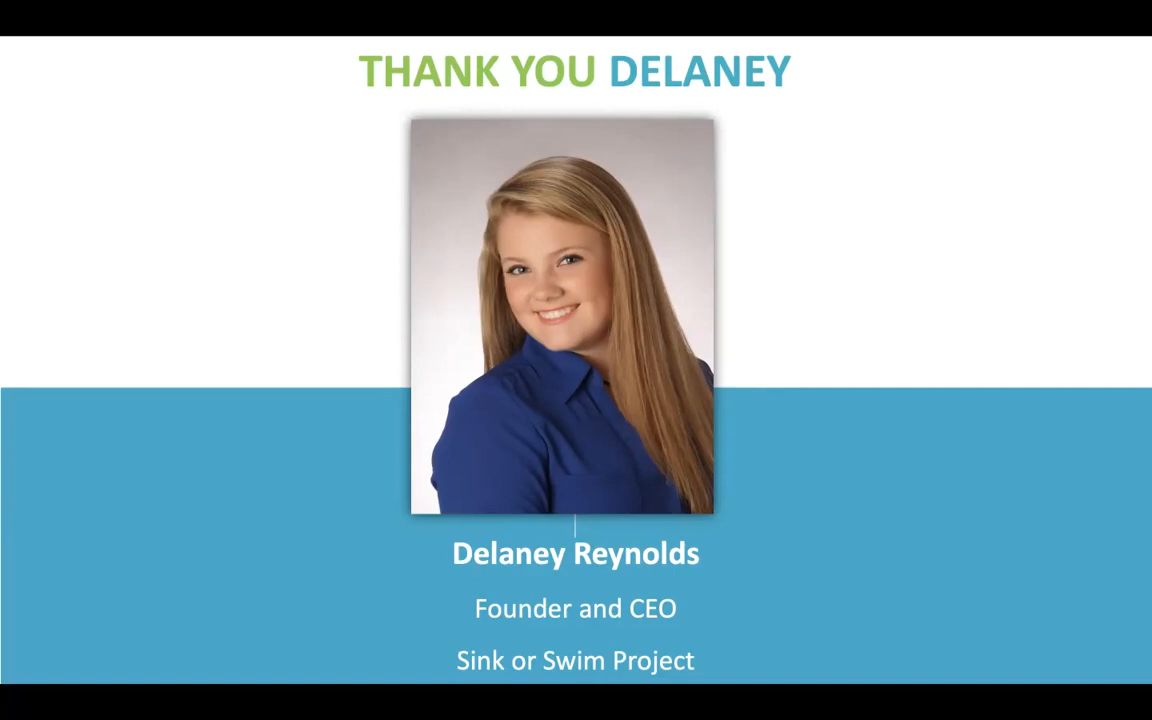 THANK YOU DELANEY
Delaney Reynolds
Founder and CEO
Sink or Swim Project